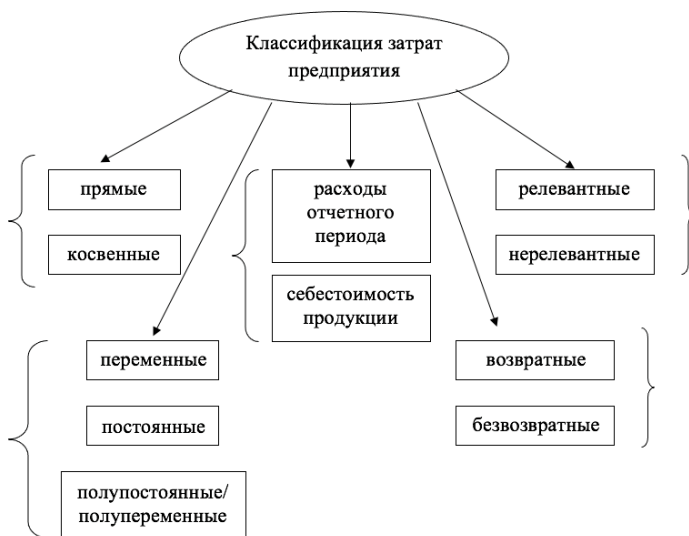 Классификация затрат
предприятия
прямые
косвенные
расходы
отчетного
периода
себестоимость
продукции
релевантные
нерелевантные
переменные
постоянные
полупостоянные/
полупеременные
возвратные
безвозвратные